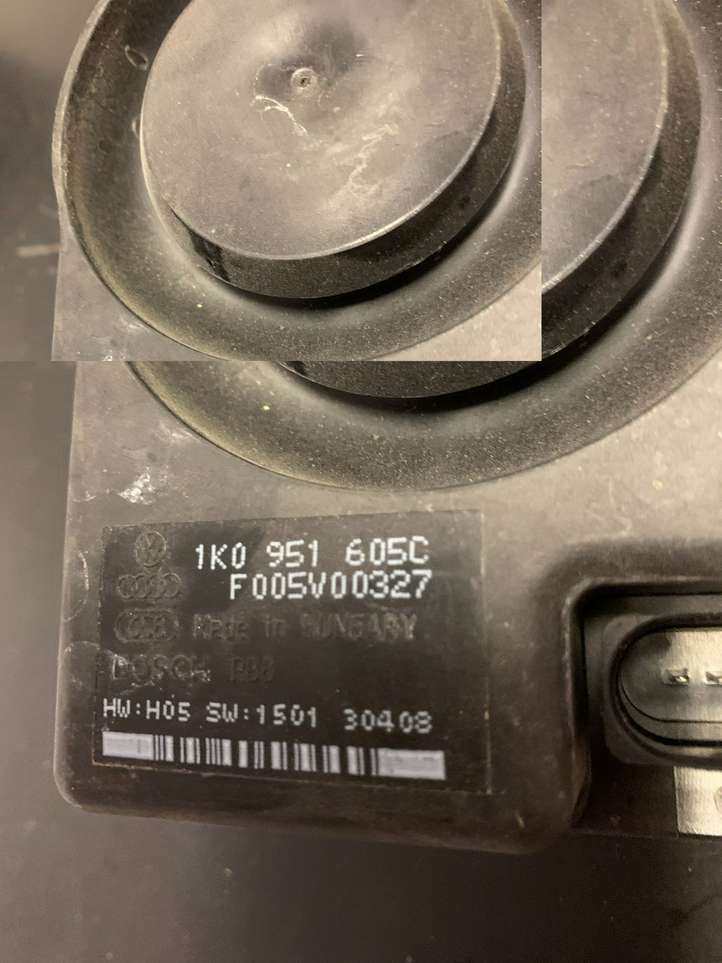 1K0 951 605C
F005V00327
Made in HUNGARY
BOSCH
HW:H05 SW:1501 30408